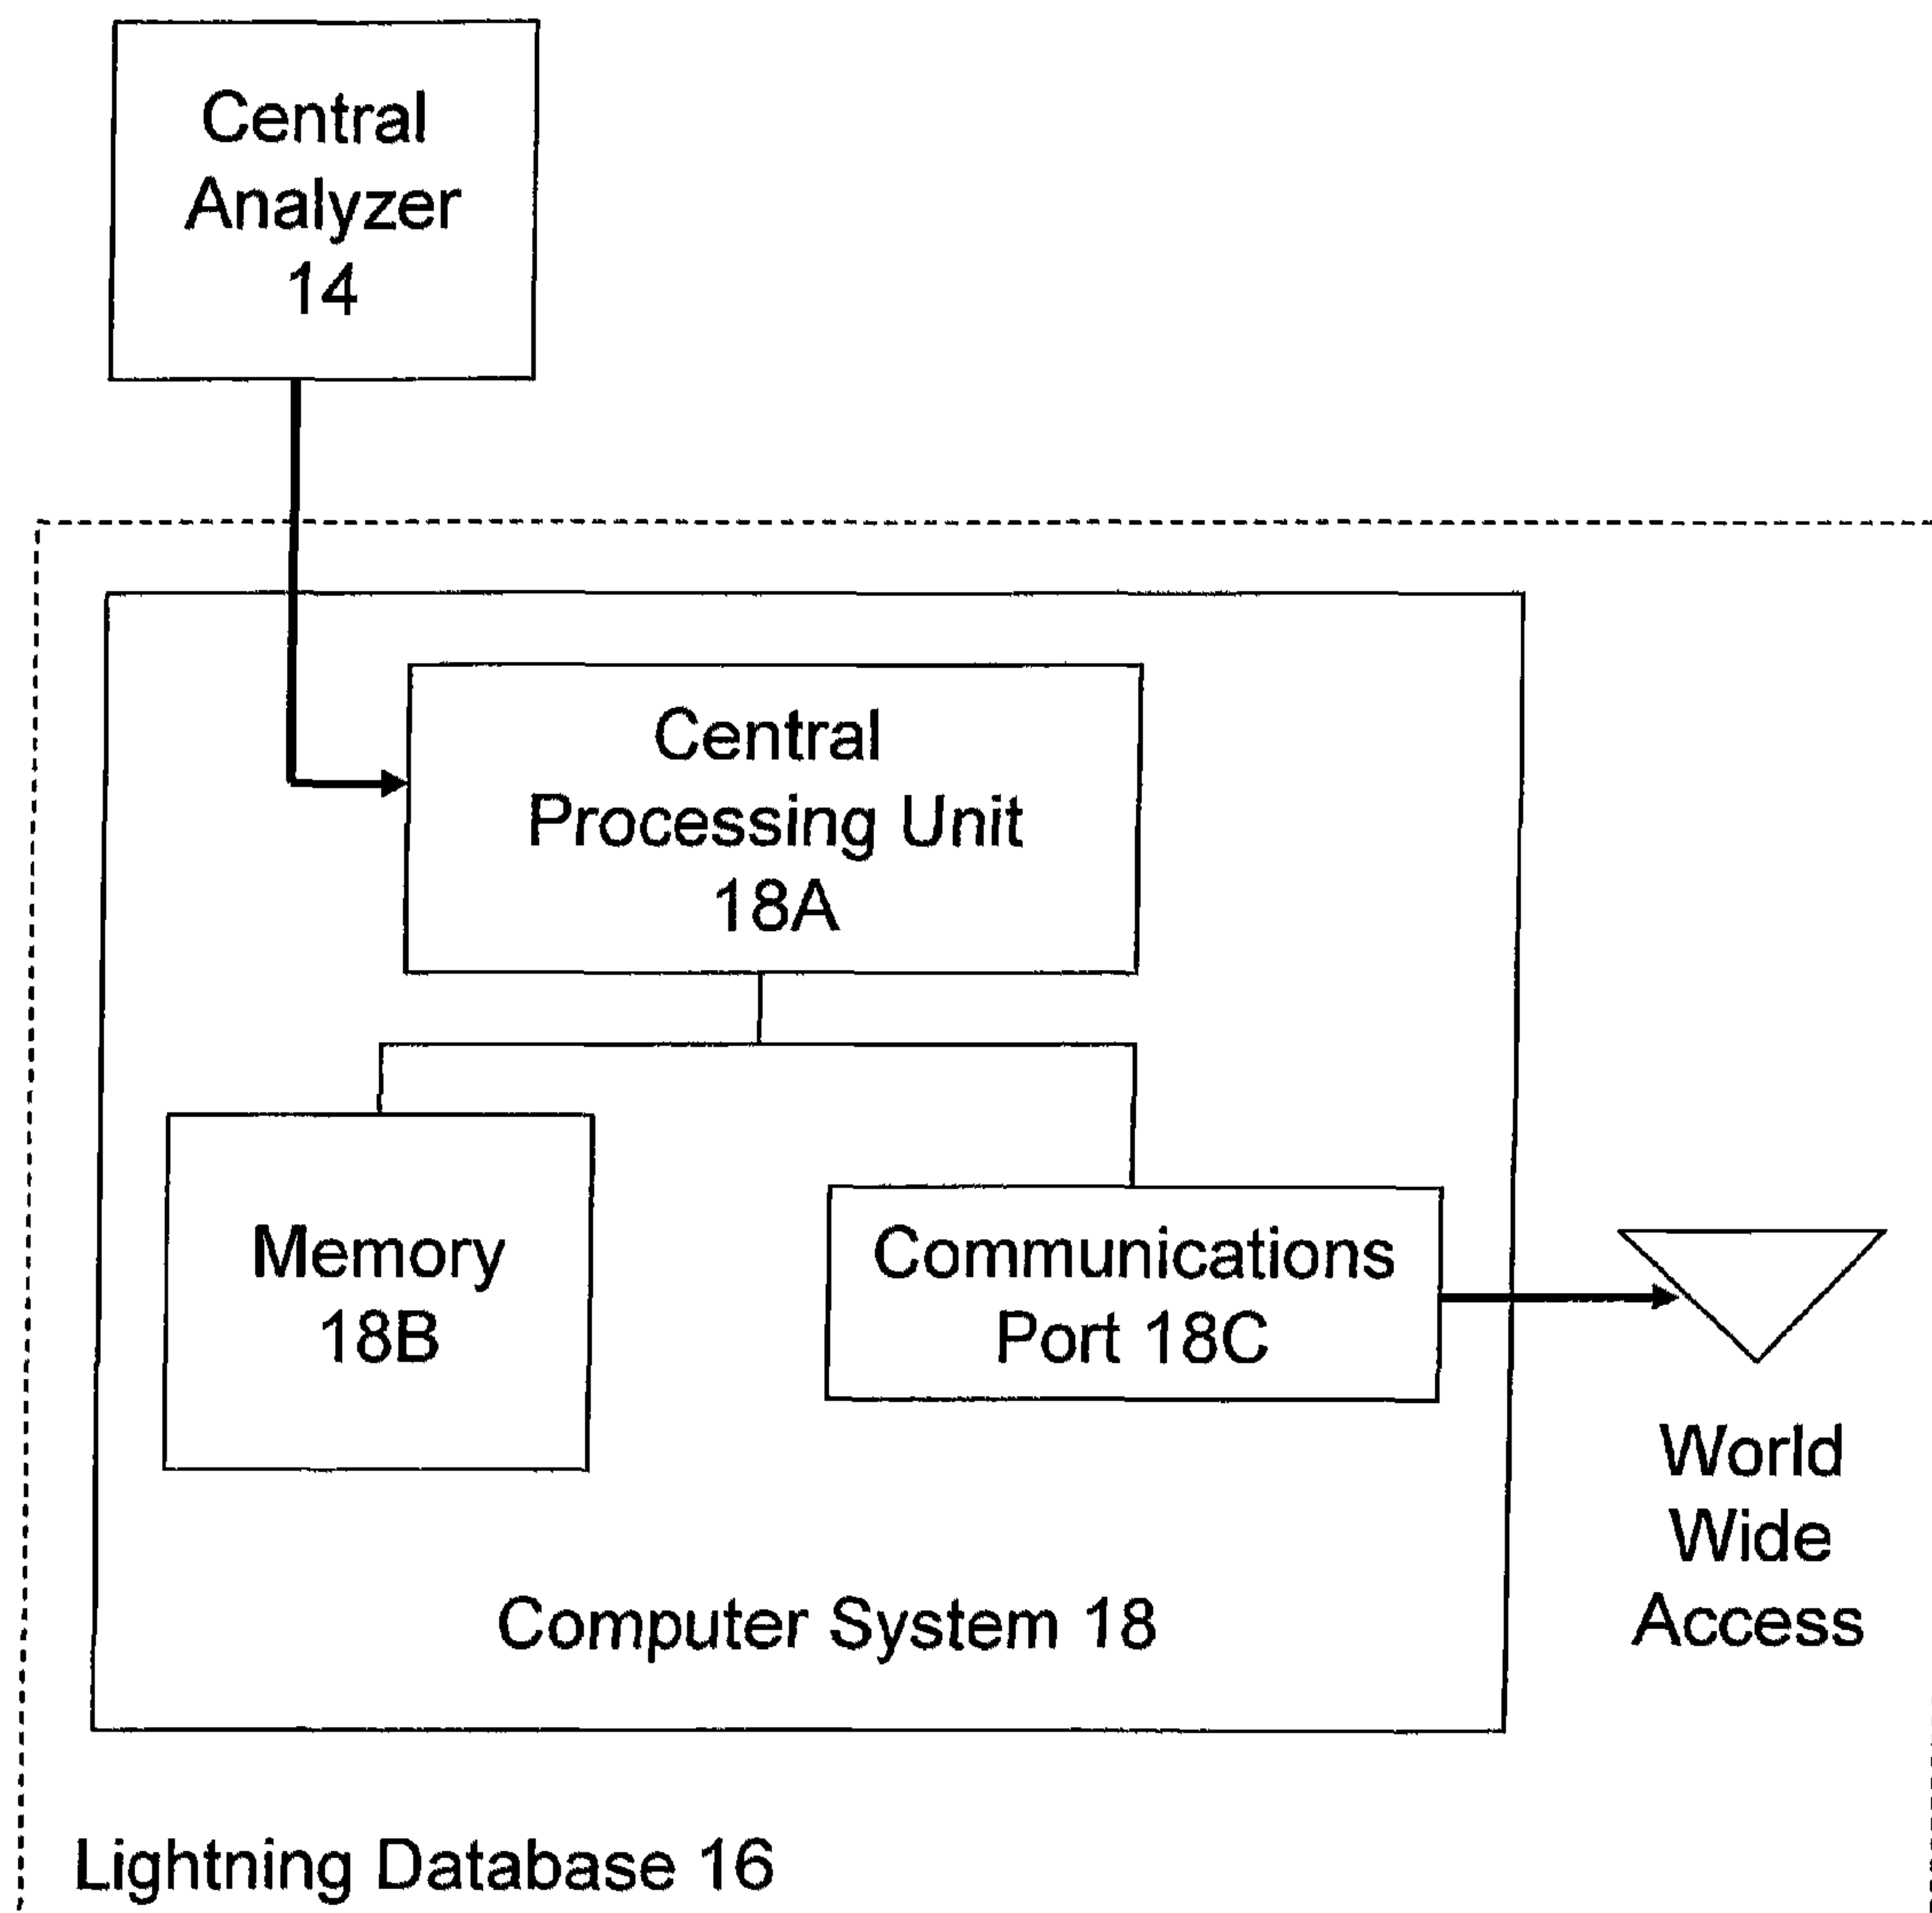 Central
Analyzer
14
Central
Processing Unit
18A
Memory
18B
Communications
Port 18C
World
Wide
Access
Computer System 18
Lightning Database 16